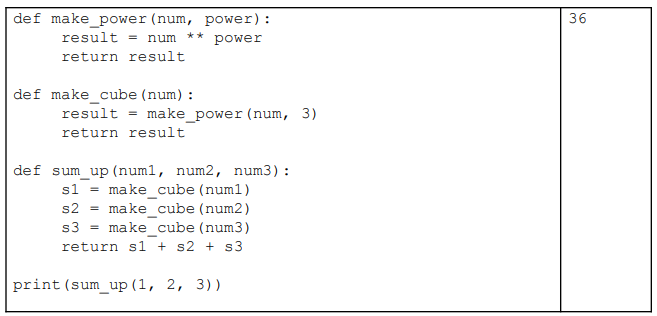 def make_power(num, power):
    result = num ** power
    return result

def make_cube(num):
    result = make_power(num, 3)
    return result

def sum_up(num1, num2, num3):
    s1 = make_cube(num1)
    s2 = make_cube(num2)
    s3 = make_cube(num3)
    return s1 + s2 + s3

print(sum_up(1, 2, 3))
36